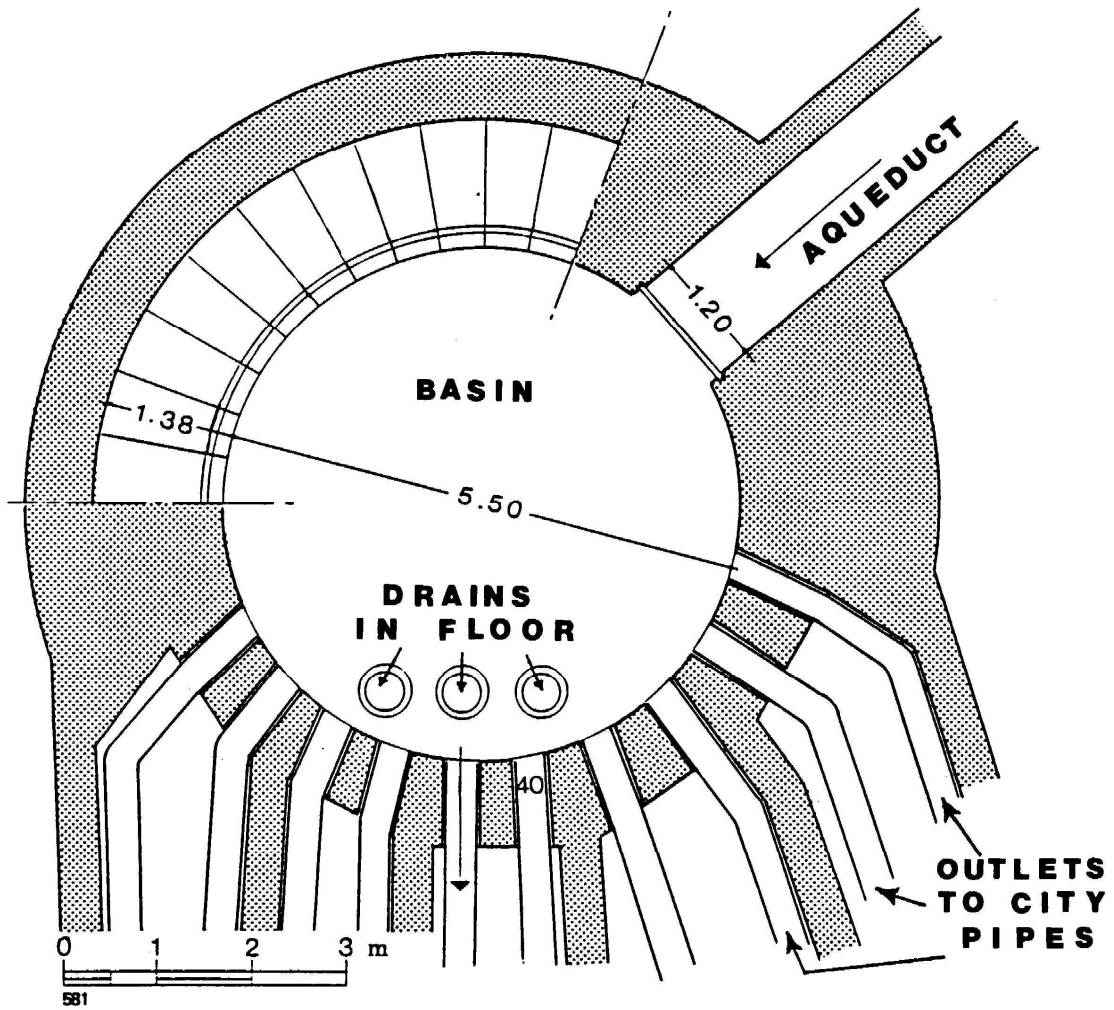 AQUEDUCT
1.20
BASIN
1.38
5.50
DRAINS
IN FLOOR
40
OUTLETS
TO CITY
PIPES
0 1 2 3 m
581